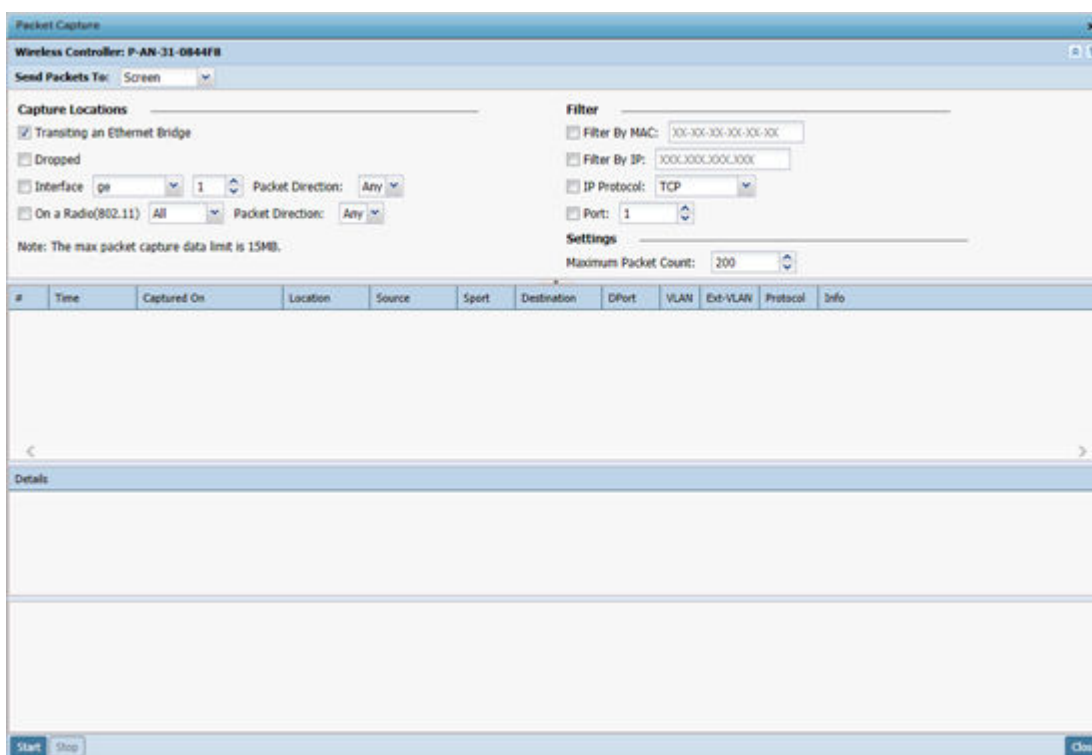 Packet Capture
Wireless Controller: P-AN-31-0844F8
Send Packets To: Screen
Capture Locations
Transiting an Ethernet Bridge
Dropped
Interface ge 1 Packet Direction: Any
On a Radio(802.11) All Packet Direction: Any
Note: The max packet capture data limit is 15MB.
Filter
Filter By MAC: XX-XX-XX-XX-XX-XX
Filter By IP: XXX.XXX.XXX.XXX
IP Protocol: TCP
Port: 1
Settings
Maximum Packet Count: 200
# Time Captured On Location Source Sport Destination DPort VLAN Ext-VLAN Protocol Info
Details
Start Stop Clo